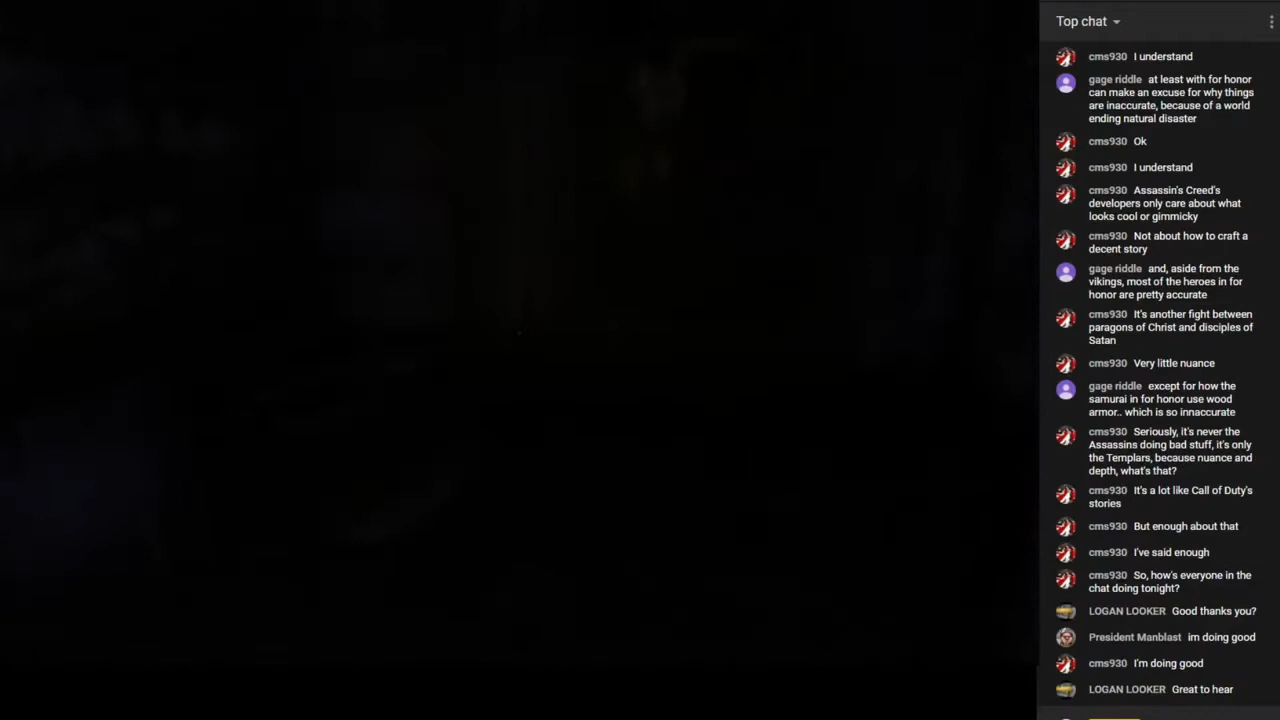 Top chat
cms930 I understand
gage riddle at least with for honor
can make an excuse for why things
are inaccurate, because of a world
ending natural disaster
cms930 Ok
cms930 I understand
cms930 Assassin's Creed's
developers only care about what
looks cool or gimmicky
cms930 Not about how to craft a
decent story
gage riddle and, aside from the
vikings, most of the heroes in for
honor are pretty accurate
cms930 It's another fight between
paragons of Christ and disciples of
Satan
cms930 Very little nuance
gage riddle except for how the
samurai in for honor use wood
armor.. which is so innaccurate
cms930 Seriously, it's never the
Assassins doing bad stuff, it's only
the Templars, because nuance and
depth, what's that?
cms930 It's a lot like Call of Duty's
stories
cms930 But enough about that
cms930 I've said enough
cms930 So, how's everyone in the
chat doing tonight?
LOGAN LOOKER Good thanks you?
President Manblast im doing good
cms930 I'm doing good
LOGAN LOOKER Great to hear